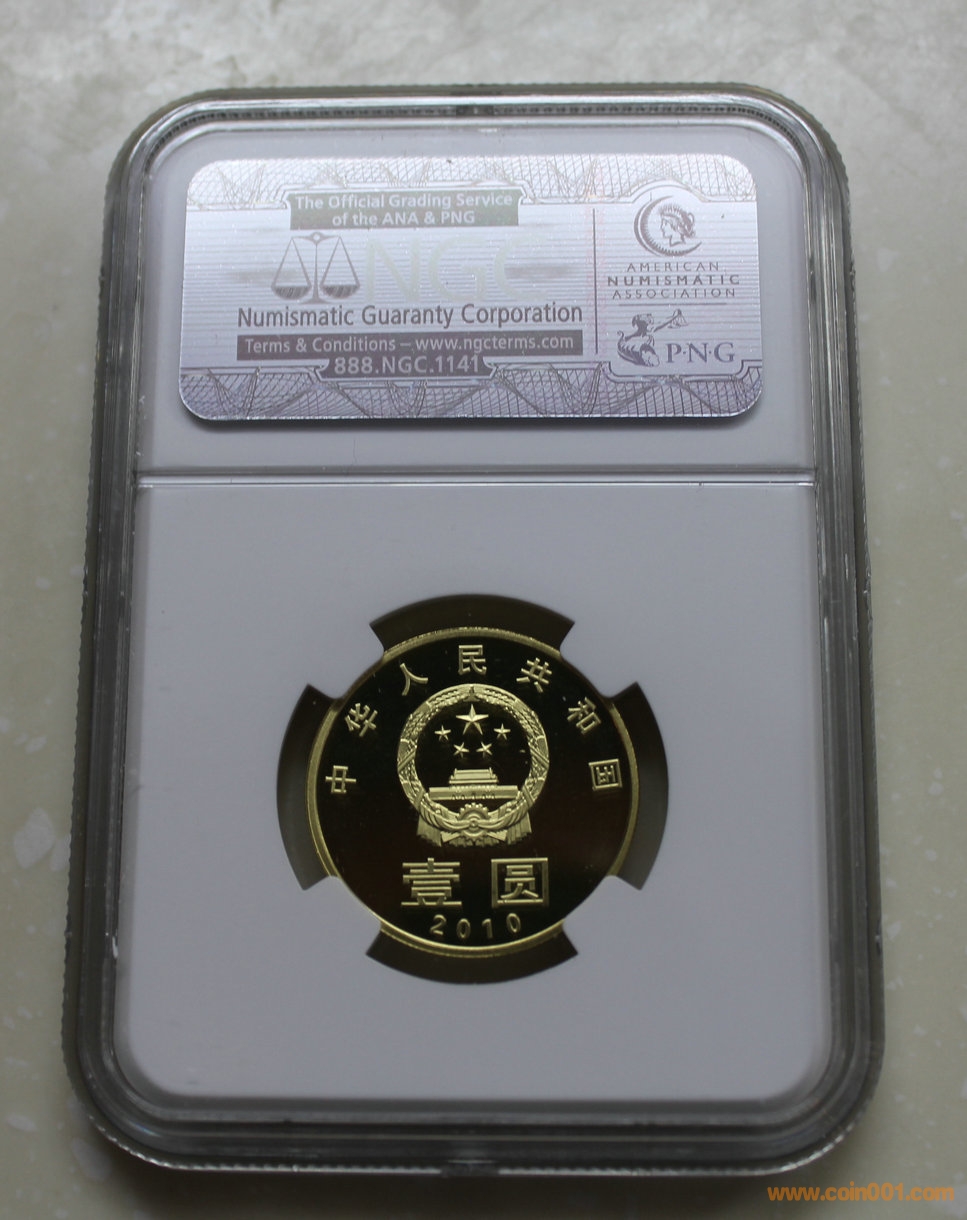 The Official Grading Service
of the ANA & PNG
NGC
Numismatic Guaranty Corporation
Terms & Conditions – www.ngcterms.com
888.NGC.1141
AMERICAN
NUMISMATIC
ASSOCIATION
P·N·G
中华人民共和国
壹圆
2010
www.coin001.com